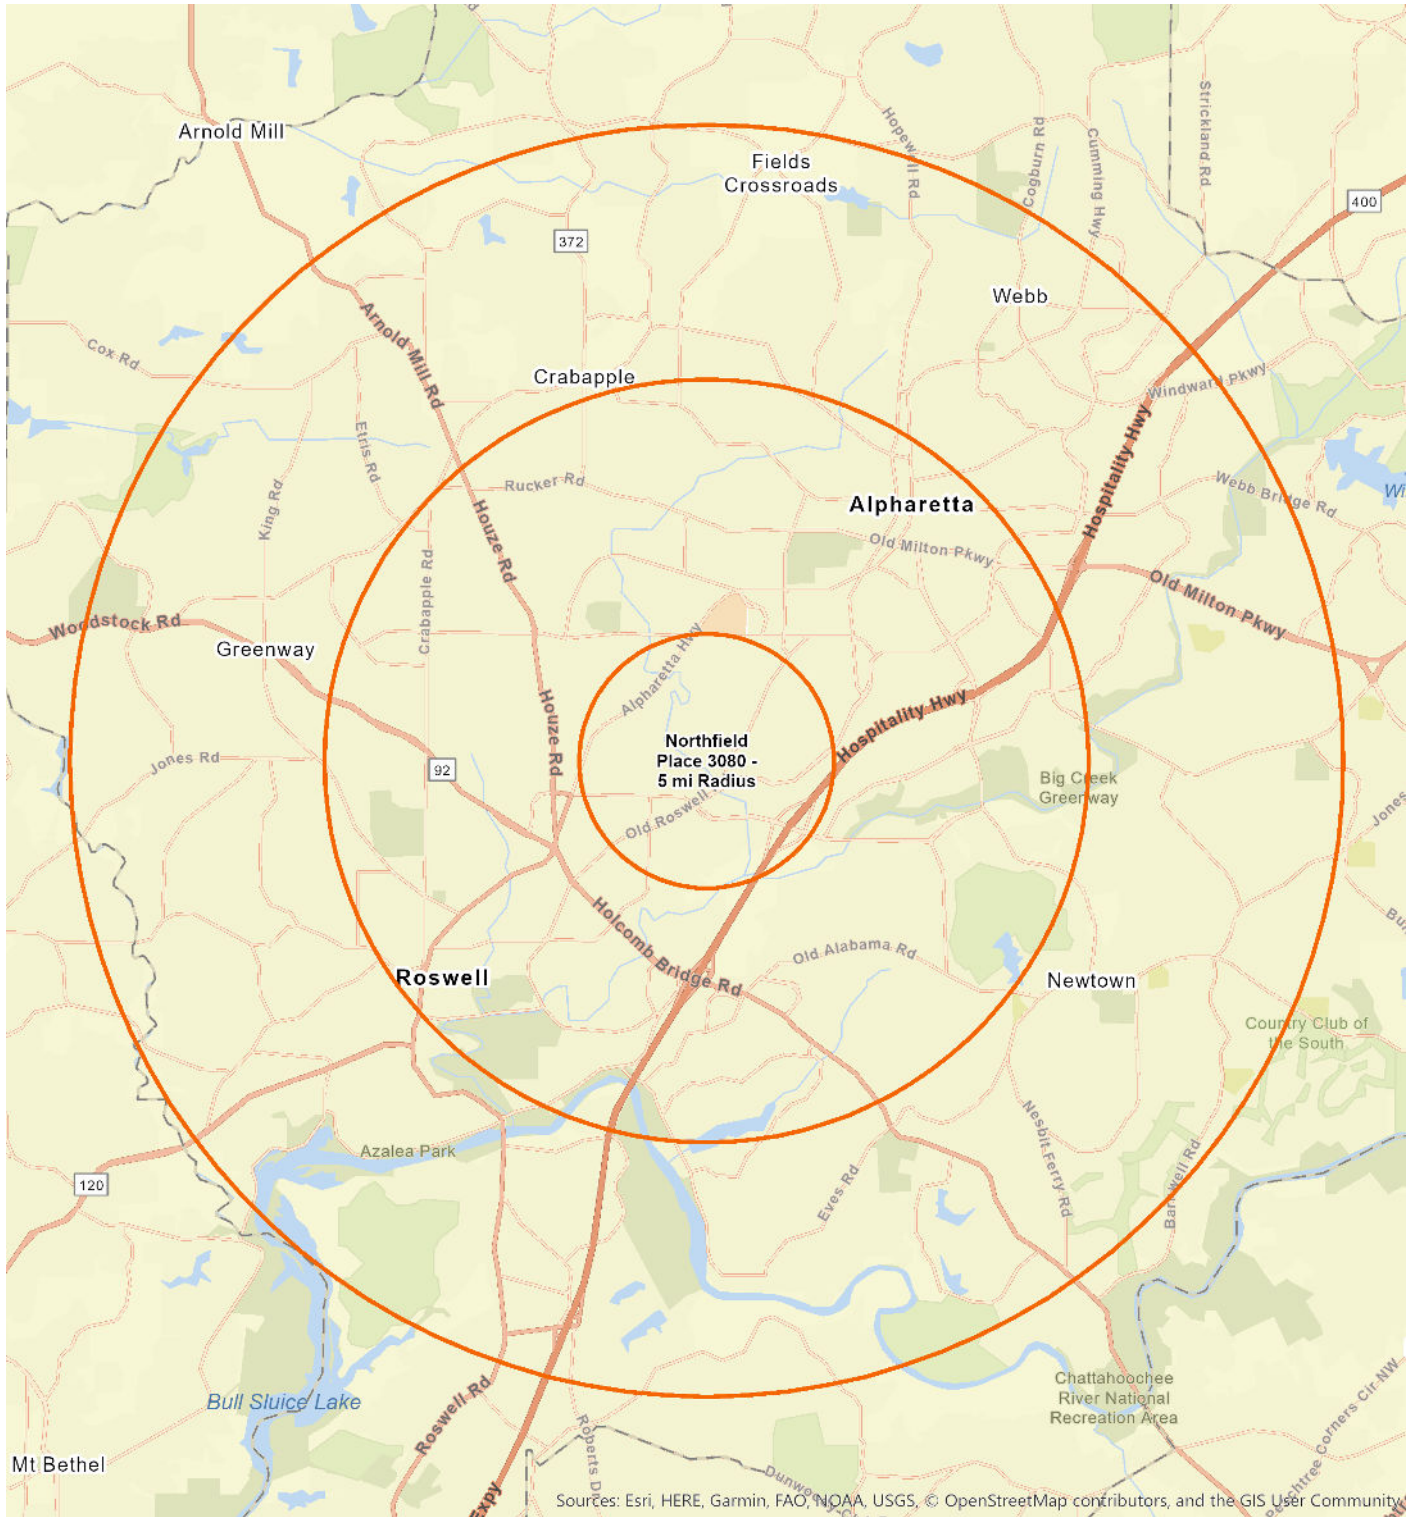 Arnold Mill
Fields
Crossroads
Hopewell Rd
Cogburn Rd
Cumming Hwy
Strickland Rd
400
372
Webb
Cox Rd
Arnold Mill Rd
Crabapple
Windward Pkwy
Hospitality Hwy
Etris Rd
King Rd
Rucker Rd
Houze Rd
Alpharetta
Webb Bridge Rd
Old Milton Pkwy
Old Milton Pkwy
Crabapple Rd
Woodstock Rd
Greenway
Alpharetta Hwy
Houze Rd
Hospitality Hwy
Northfield
Place 3080 -
5 mi Radius
Jones Rd
92
Big Creek
Greenway
Jones
Old Roswell
Holcomb Bridge Rd
Old Alabama Rd
Roswell
Newtown
Country Club of
the South
Azalea Park
Nesbit Ferry Rd
Eves Rd
Barnwell Rd
120
Bull Sluice Lake
Roswell Rd
Chattahoochee
River National
Recreation Area
Peachtree Corners Cir NW
Mt Bethel
Roberts D
Expy
Sources: Esri, HERE, Garmin, FAO, NOAA, USGS, © OpenStreetMap contributors, and the GIS User Community